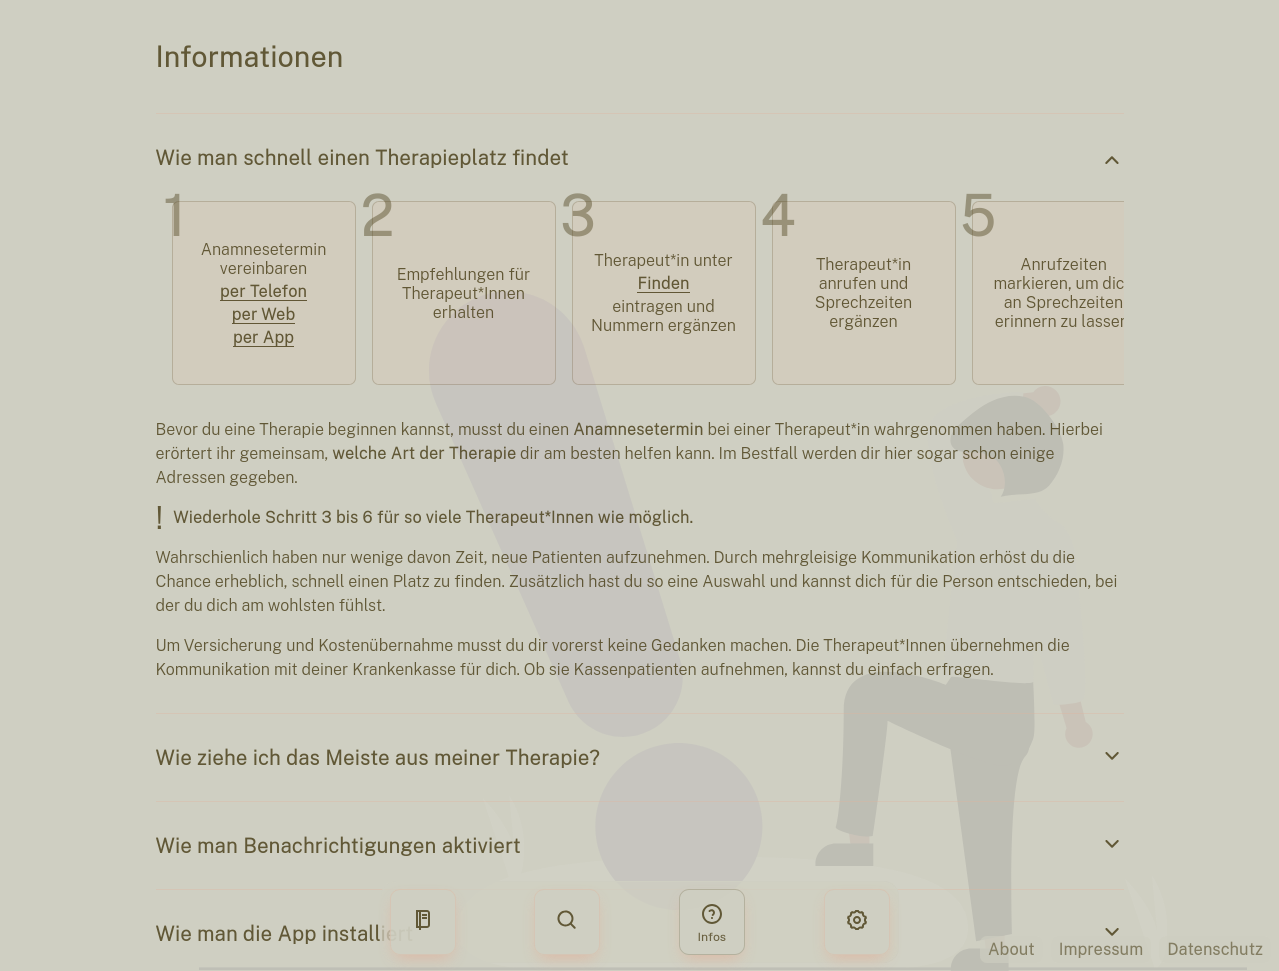 Informationen
Wie man schnell einen Therapieplatz findet
1
Anamnesetermin
vereinbaren
per Telefon
per Web
per App
2
Empfehlungen für
Therapeut*Innen
erhalten
3
Therapeut*in unter
Finden
eintragen und
Nummern ergänzen
4
Therapeut*in
anrufen und
Sprechzeiten
ergänzen
5
Anrufzeiten
markieren, um dic
an Sprechzeiten
erinnern zu lasser
Bevor du eine Therapie beginnen kannst, musst du einen Anamnesetermin bei einer Therapeut*in wahrgenommen haben. Hierbei
erörtert ihr gemeinsam, welche Art der Therapie dir am besten helfen kann. Im Bestfall werden dir hier sogar schon einige
Adressen gegeben.
! Wiederhole Schritt 3 bis 6 für so viele Therapeut*Innen wie möglich.
Wahrschienlich haben nur wenige davon Zeit, neue Patienten aufzunehmen. Durch mehrgleisige Kommunikation erhöst du die
Chance erheblich, schnell einen Platz zu finden. Zusätzlich hast du so eine Auswahl und kannst dich für die Person entschieden, bei
der du dich am wohlsten fühlst.
Um Versicherung und Kostenübernahme musst du dir vorerst keine Gedanken machen. Die Therapeut*Innen übernehmen die
Kommunikation mit deiner Krankenkasse für dich. Ob sie Kassenpatienten aufnehmen, kannst du einfach erfragen.
Wie ziehe ich das Meiste aus meiner Therapie?
Wie man Benachrichtigungen aktiviert
Wie man die App installiert
Infos
About Impressum Datenschutz